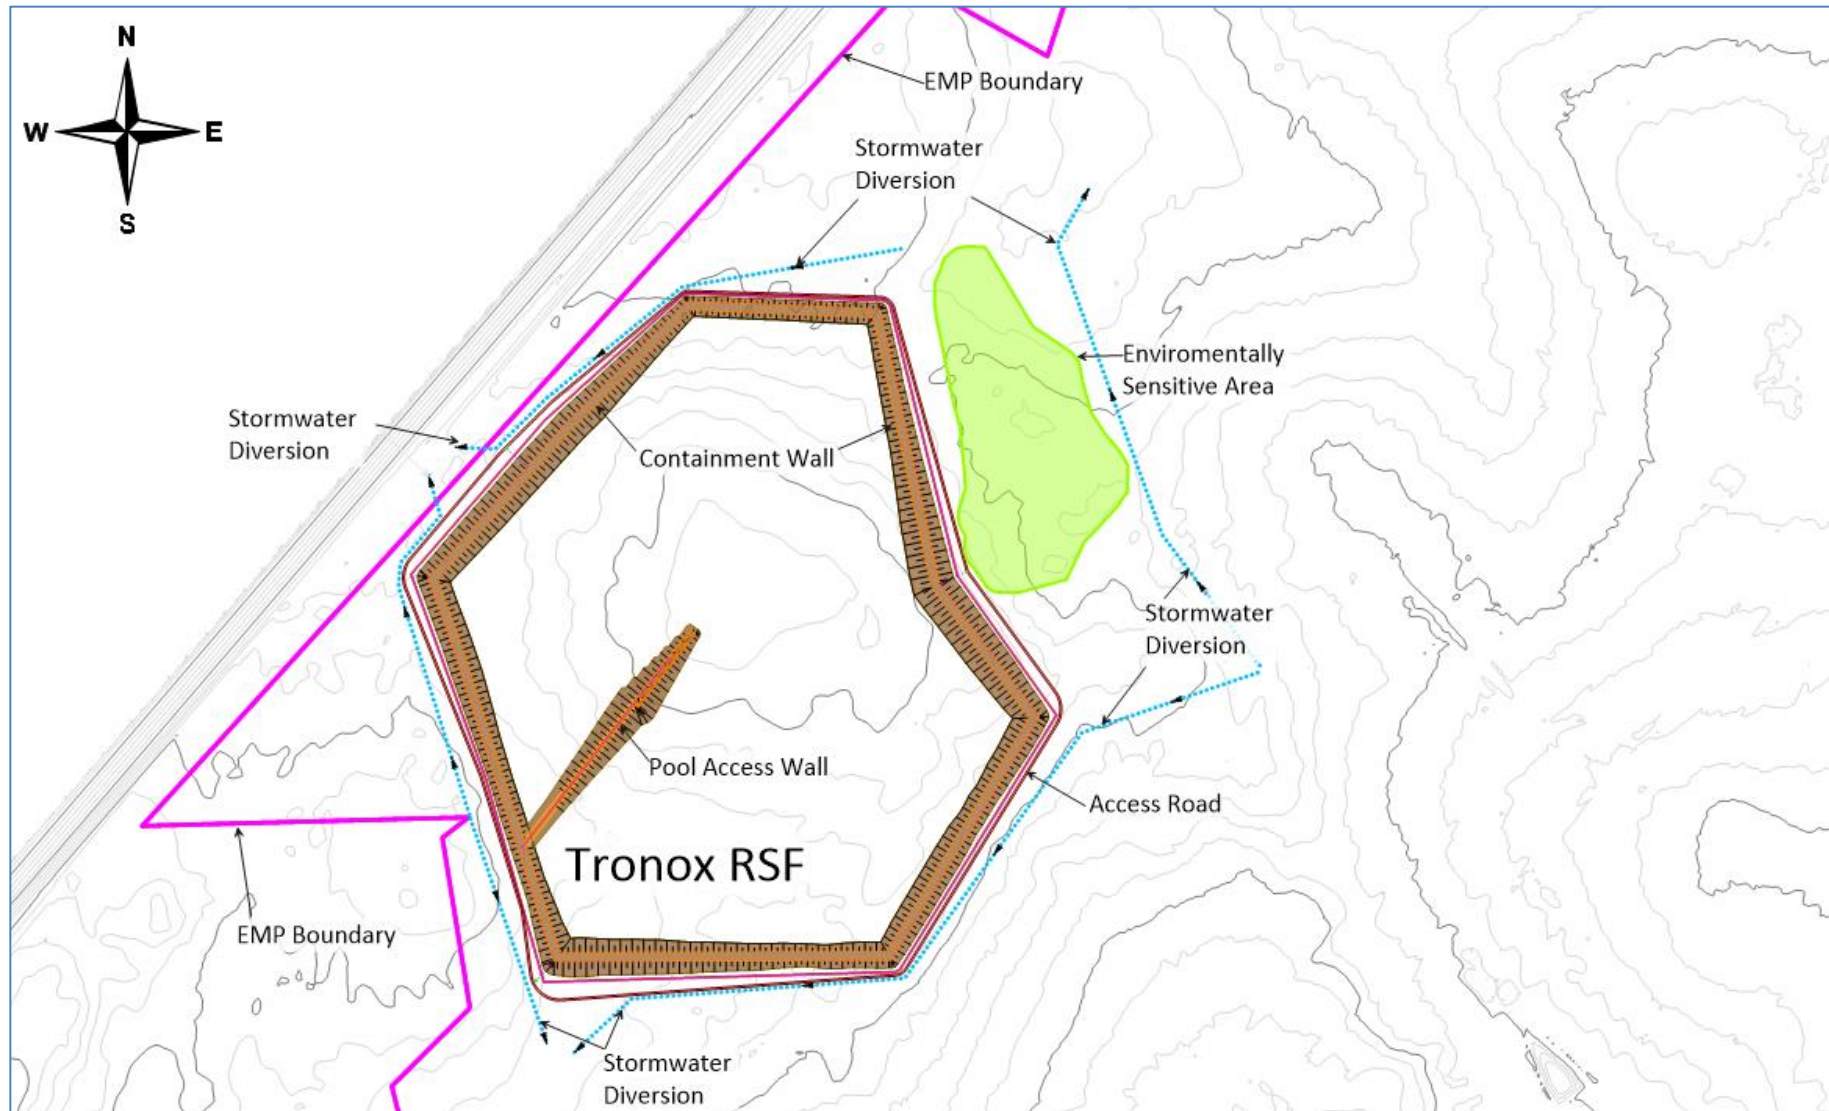 N
W
E
S
EMP Boundary
Stormwater
Diversion
Enviromentally
Sensitive Area
Stormwater
Diversion
Containment Wall
Stormwater
Diversion
Pool Access Wall
Access Road
Tronox RSF
EMP Boundary
Stormwater
Diversion